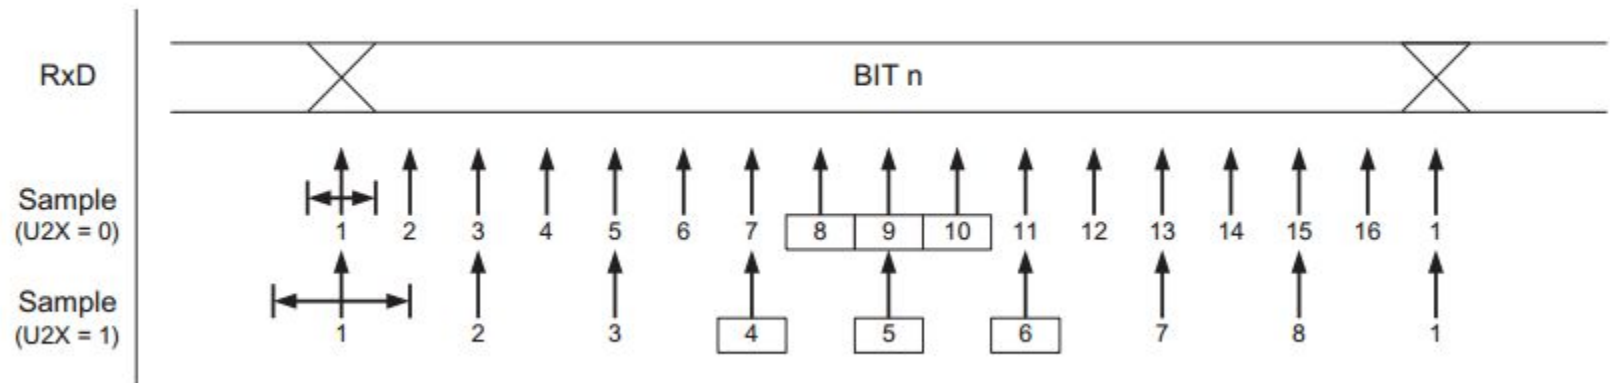 RxD BIT n
Sample
(U2X = 0) 1 2 3 4 5 6 7 8 9 10 11 12 13 14 15 16 1
Sample
(U2X = 1) 1 2 3 4 5 6 7 8 1